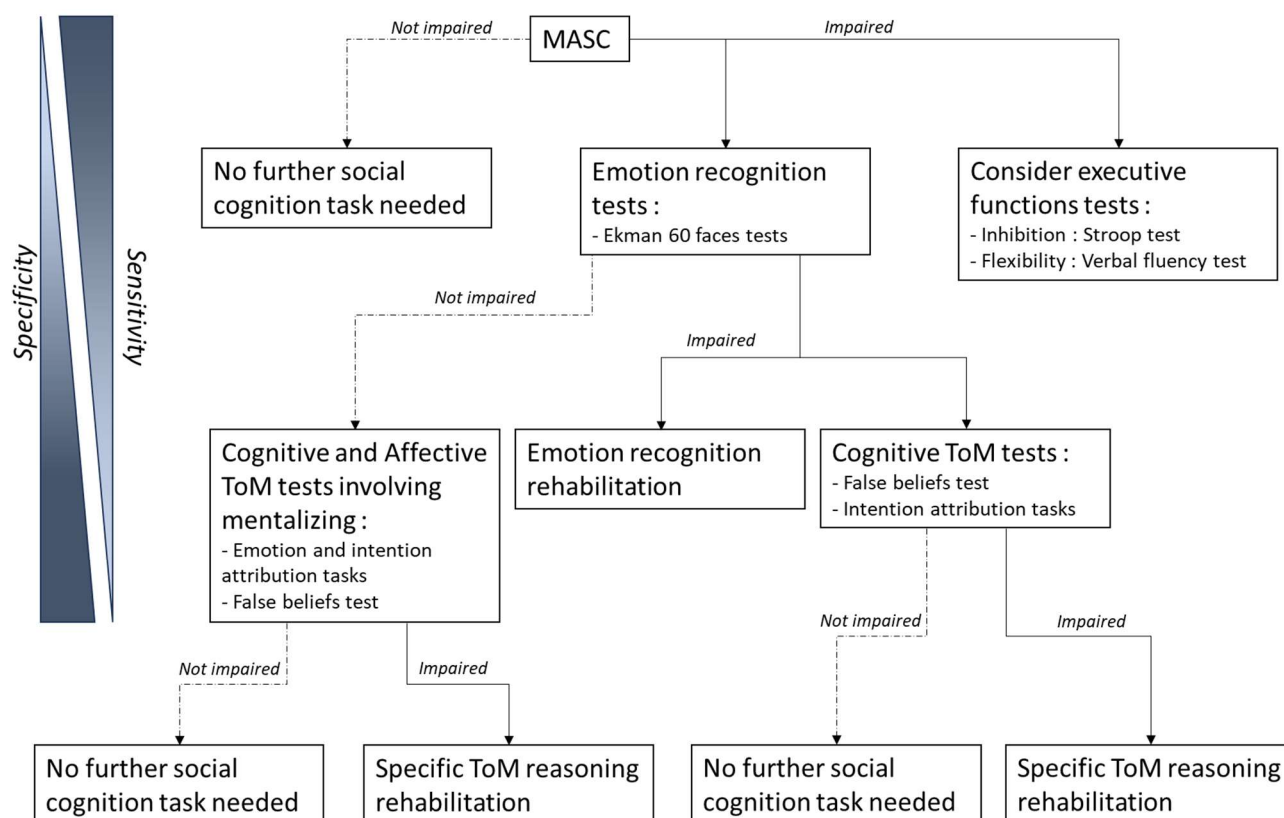 Not impaired
MASC
Impaired
No further social
cognition task needed
Emotion recognition
tests :
- Ekman 60 faces tests
Consider executive
functions tests :
- Inhibition : Stroop test
- Flexibility : Verbal fluency test
Specificity
Sensitivity
Not impaired
Impaired
Cognitive and Affective
ToM tests involving
mentalizing :
- Emotion and intention
attribution tasks
- False beliefs test
Emotion recognition
rehabilitation
Cognitive ToM tests :
- False beliefs test
- Intention attribution tasks
Not impaired
Impaired
Not impaired
Impaired
No further social
cognition task needed
Specific ToM reasoning
rehabilitation
No further social
cognition task needed
Specific ToM reasoning
rehabilitation